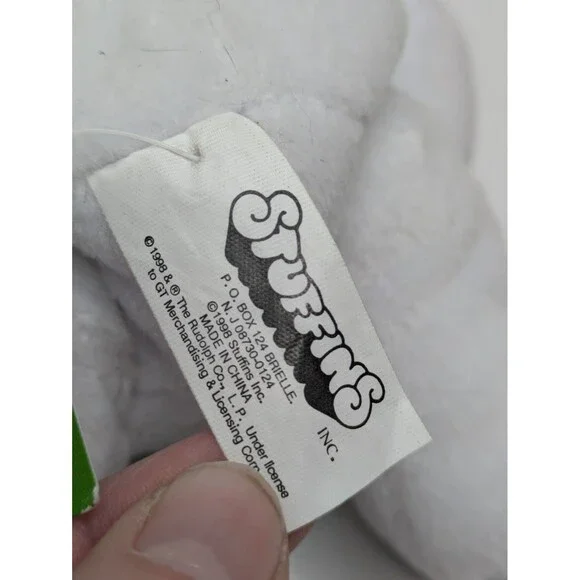 STUFFINS
INC.
P. O. BOX 124 BRIELLE,
N. J 08730-0124
©1998 Stuffins Inc.
MADE IN CHINA
©1998 & ® The Rudolph Co., L. P. Under license
to GT Merchandising & Licensing Corp